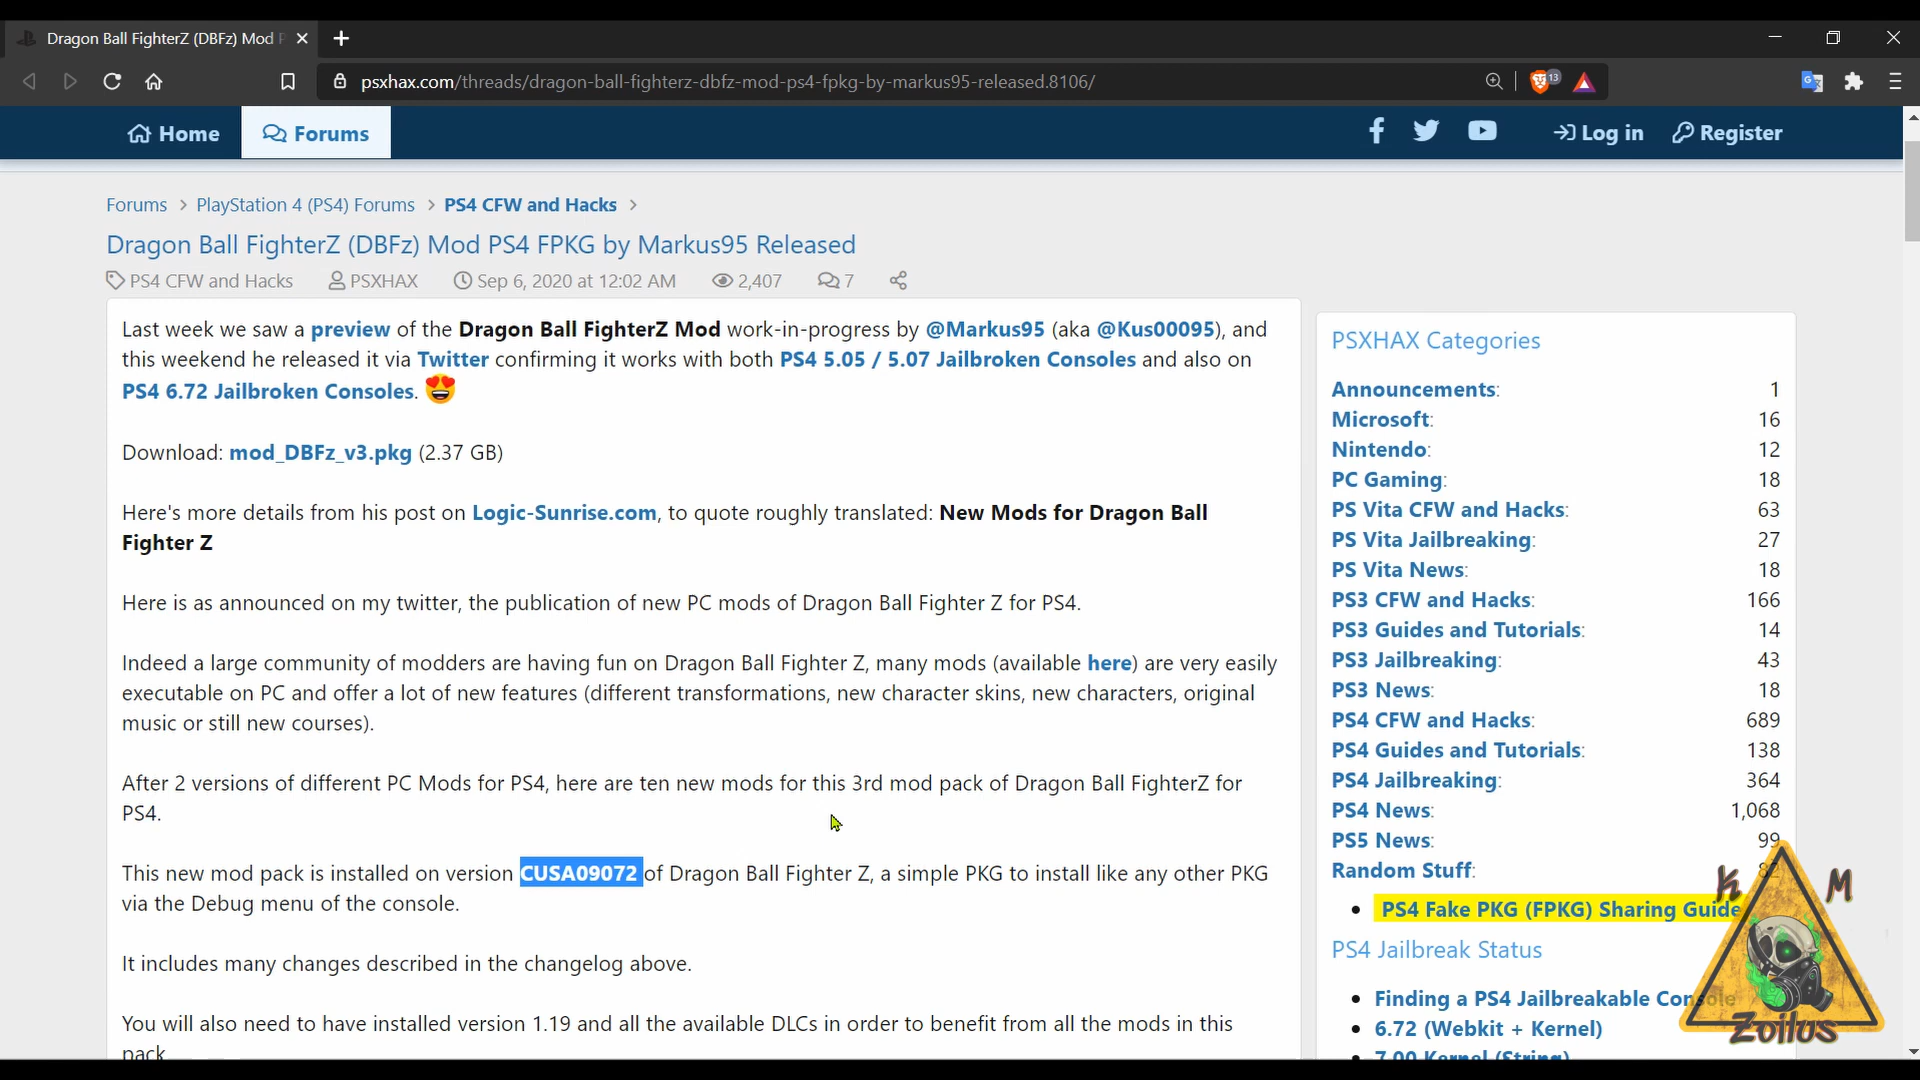 Dragon Ball FighterZ (DBFz) Mod P
psxhax.com/threads/dragon-ball-fighterz-dbfz-mod-ps4-fpkg-by-markus95-released.8106/
13
Home
Forums
Log in
Register
Forums > PlayStation 4 (PS4) Forums > PS4 CFW and Hacks >
Dragon Ball FighterZ (DBFz) Mod PS4 FPKG by Markus95 Released
PS4 CFW and Hacks PSXHAX Sep 6, 2020 at 12:02 AM 2,407 7
Last week we saw a preview of the Dragon Ball FighterZ Mod work-in-progress by @Markus95 (aka @Kus00095), and
this weekend he released it via Twitter confirming it works with both PS4 5.05 / 5.07 Jailbroken Consoles and also on
PS4 6.72 Jailbroken Consoles.
Download: mod_DBFz_v3.pkg (2.37 GB)
Here's more details from his post on Logic-Sunrise.com, to quote roughly translated: New Mods for Dragon Ball
Fighter Z
Here is as announced on my twitter, the publication of new PC mods of Dragon Ball Fighter Z for PS4.
Indeed a large community of modders are having fun on Dragon Ball Fighter Z, many mods (available here) are very easily
executable on PC and offer a lot of new features (different transformations, new character skins, new characters, original
music or still new courses).
After 2 versions of different PC Mods for PS4, here are ten new mods for this 3rd mod pack of Dragon Ball FighterZ for
PS4.
This new mod pack is installed on version CUSA09072 of Dragon Ball Fighter Z, a simple PKG to install like any other PKG
via the Debug menu of the console.
It includes many changes described in the changelog above.
You will also need to have installed version 1.19 and all the available DLCs in order to benefit from all the mods in this
pack
PSXHAX Categories
Announcements: 1
Microsoft: 16
Nintendo: 12
PC Gaming: 18
PS Vita CFW and Hacks: 63
PS Vita Jailbreaking: 27
PS Vita News: 18
PS3 CFW and Hacks: 166
PS3 Guides and Tutorials: 14
PS3 Jailbreaking: 43
PS3 News: 18
PS4 CFW and Hacks: 689
PS4 Guides and Tutorials: 138
PS4 Jailbreaking: 364
PS4 News: 1,068
PS5 News: 99
Random Stuff:
• PS4 Fake PKG (FPKG) Sharing Guide
PS4 Jailbreak Status
• Finding a PS4 Jailbreakable Console
• 6.72 (Webkit + Kernel)
• 7.00 Kernel (String)
K M
Zoilus